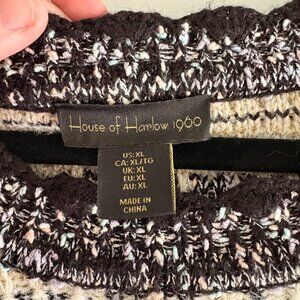 House of Harlow 1960
US: XL
CA: XL/TG
UK: XL
EU: XL
AU: XL
MADE IN
CHINA